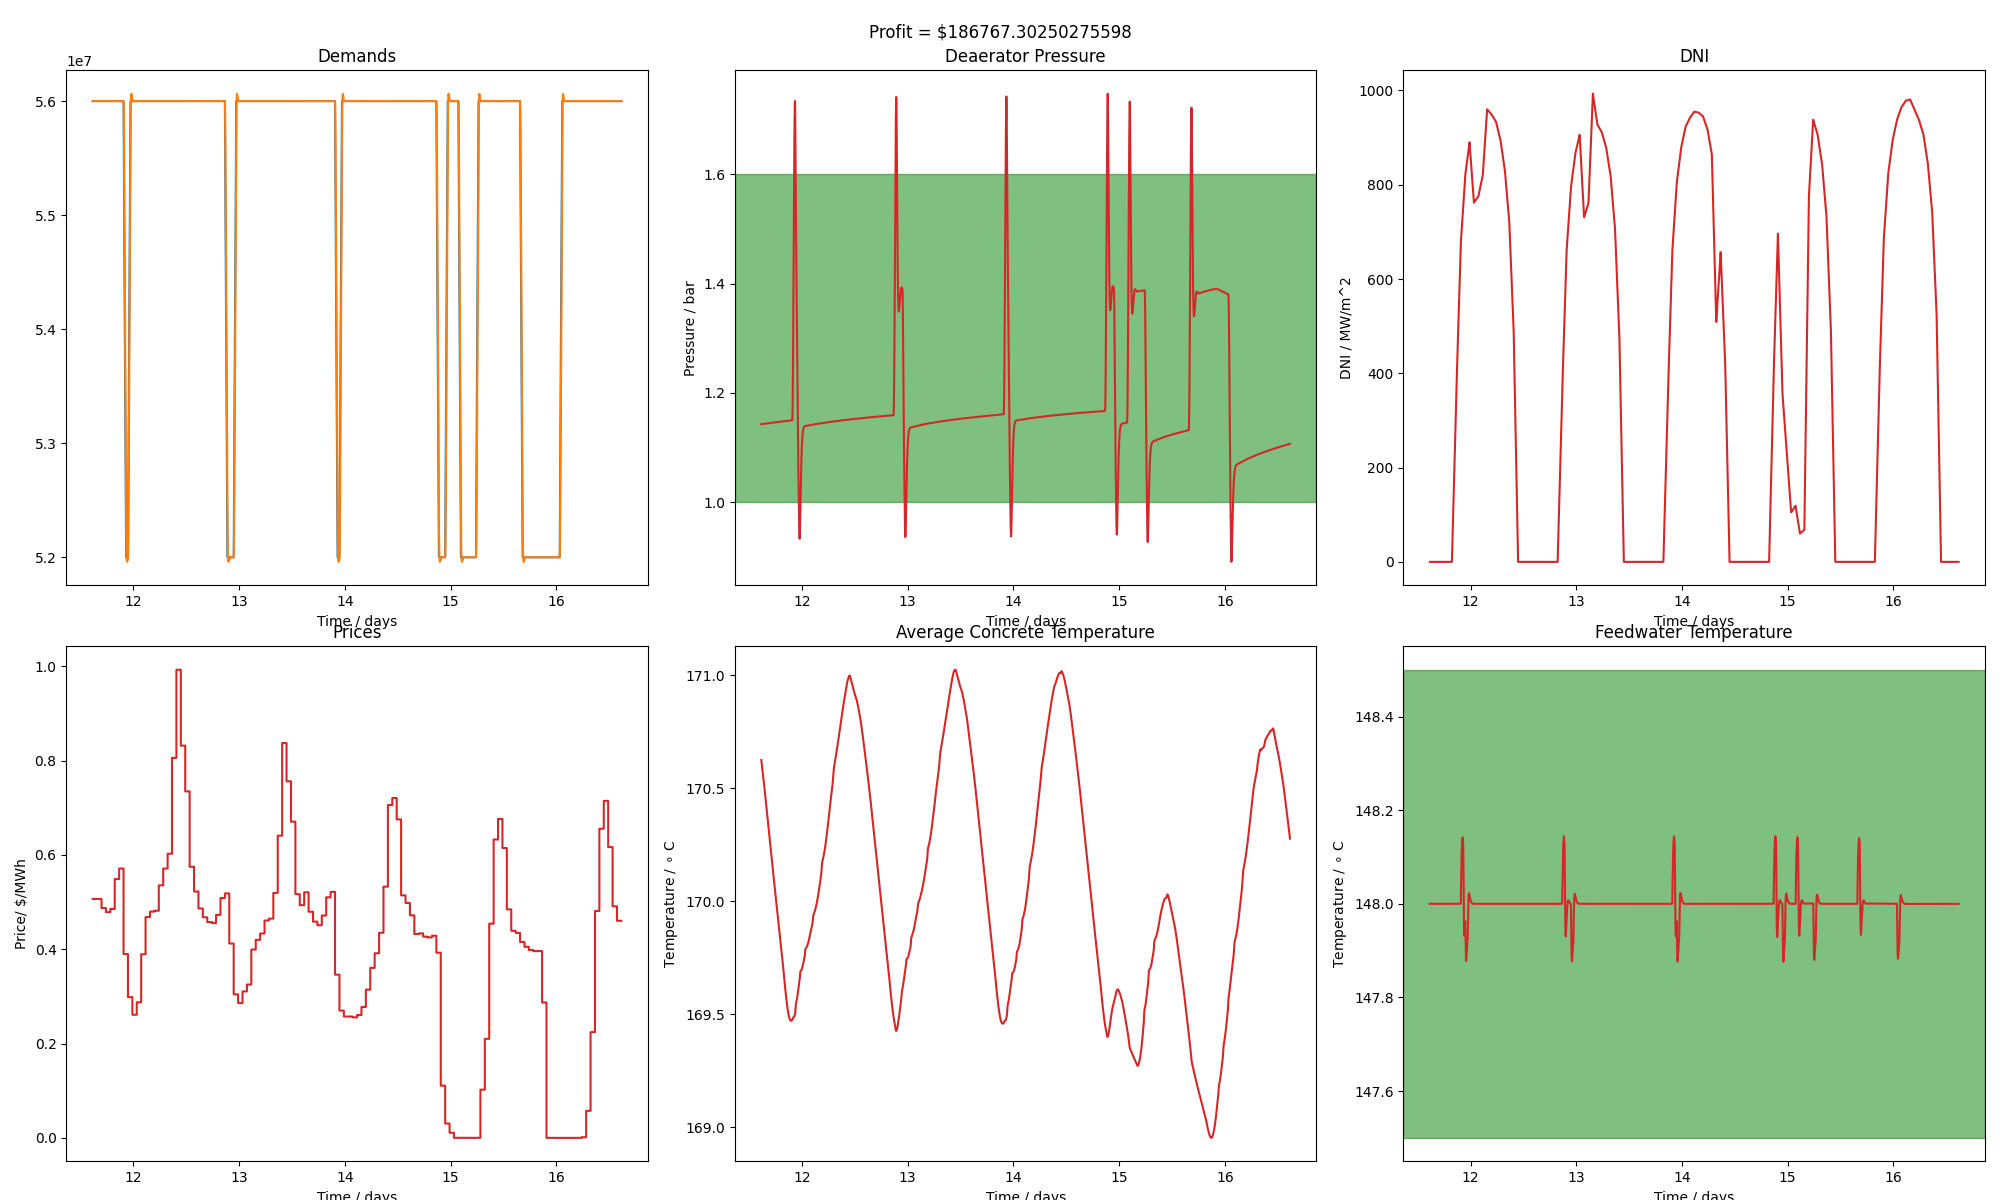 Profit = $186767.30250275598
Demands
1e7
5.6
5.5
5.4
5.3
5.2
12 13 14 15 16
Time / days
Deaerator Pressure
Pressure / bar
1.6
1.4
1.2
1.0
12 13 14 15 16
Time / days
DNI
DNI / MW/m^2
1000
800
600
400
200
0
12 13 14 15 16
Time / days
Prices
Price/ $/MWh
1.0
0.8
0.6
0.4
0.2
0.0
12 13 14 15 16
Time / days
Average Concrete Temperature
Temperature / ∘ C
171.0
170.5
170.0
169.5
169.0
12 13 14 15 16
Time / days
Feedwater Temperature
Temperature / ∘ C
148.4
148.2
148.0
147.8
147.6
12 13 14 15 16
Time / days